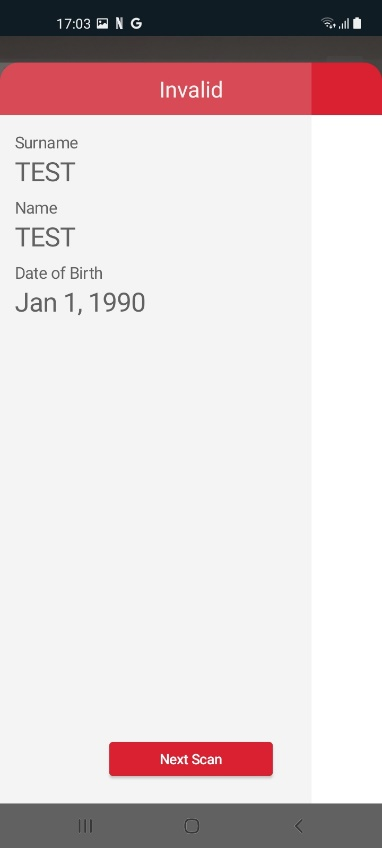 17:03 N G
Invalid
Surname
TEST
Name
TEST
Date of Birth
Jan 1, 1990
Next Scan